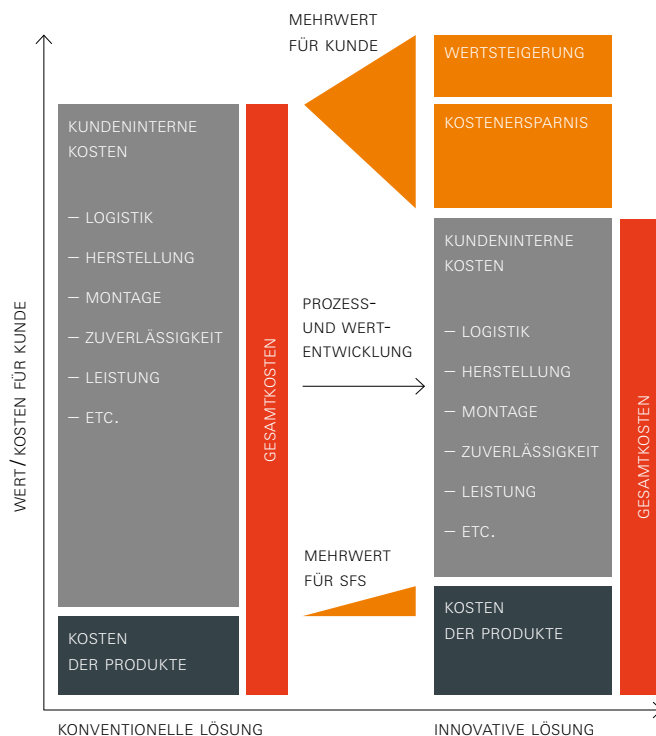 MEHRWERT
FÜR KUNDE
WERTSTEIGERUNG
KOSTENERSPARNIS
KUNDENINTERNE
KOSTEN
– LOGISTIK
– HERSTELLUNG
– MONTAGE
– ZUVERLÄSSIGKEIT
– LEISTUNG
– ETC.
GESAMTKOSTEN
KOSTEN
DER PRODUKTE
PROZESS-
UND WERT-
ENTWICKLUNG
MEHRWERT
FÜR SFS
KUNDENINTERNE
KOSTEN
– LOGISTIK
– HERSTELLUNG
– MONTAGE
– ZUVERLÄSSIGKEIT
– LEISTUNG
– ETC.
GESAMTKOSTEN
KOSTEN
DER PRODUKTE
WERT/KOSTEN FÜR KUNDE
KONVENTIONELLE LÖSUNG
INNOVATIVE LÖSUNG